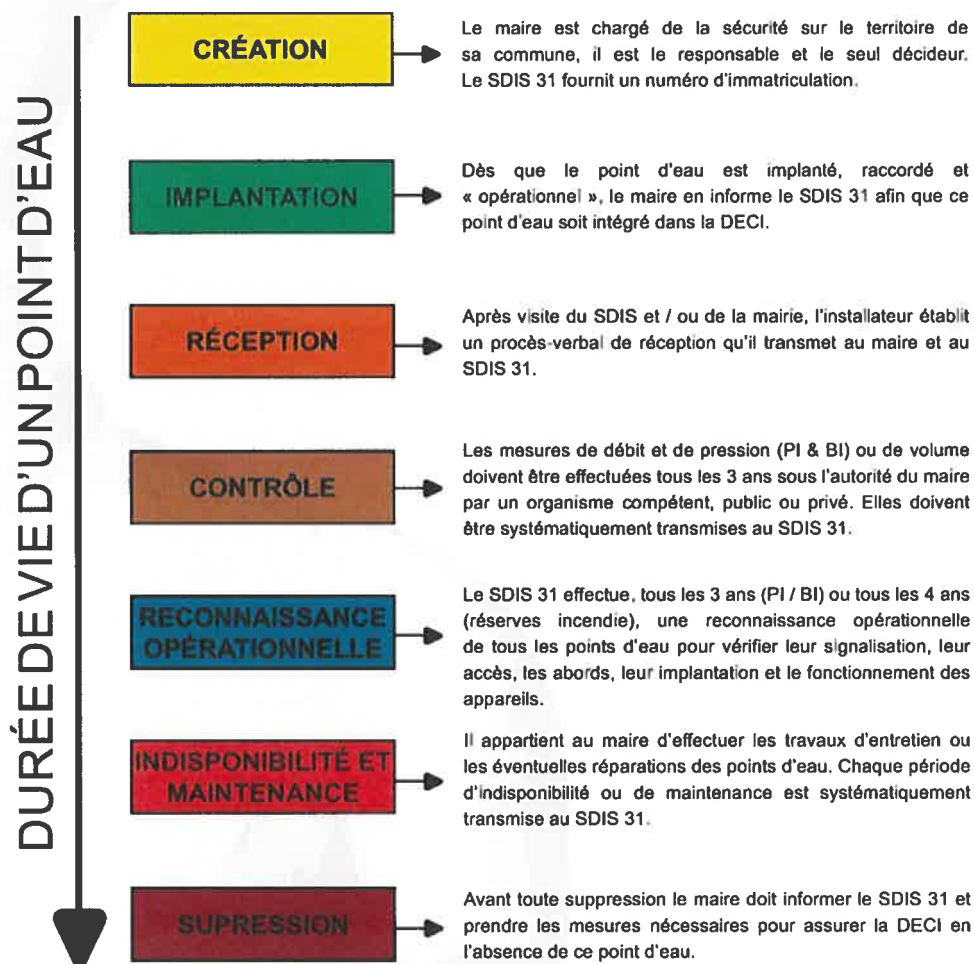 DURÉE DE VIE D'UN POINT D'EAU
CRÉATION
Le maire est chargé de la sécurité sur le territoire de
sa commune, il est le responsable et le seul décideur.
Le SDIS 31 fournit un numéro d'immatriculation.
IMPLANTATION
Dès que le point d'eau est implanté, raccordé et
« opérationnel », le maire en informe le SDIS 31 afin que ce
point d'eau soit intégré dans la DECI.
RÉCEPTION
Après visite du SDIS et / ou de la mairie, l'installateur établit
un procès-verbal de réception qu'il transmet au maire et au
SDIS 31.
CONTRÔLE
Les mesures de débit et de pression (PI & BI) ou de volume
doivent être effectuées tous les 3 ans sous l'autorité du maire
par un organisme compétent, public ou privé. Elles doivent
être systématiquement transmises au SDIS 31.
RECONNAISSANCE
OPÉRATIONNELLE
Le SDIS 31 effectue, tous les 3 ans (PI / BI) ou tous les 4 ans
(réserves incendie), une reconnaissance opérationnelle
de tous les points d'eau pour vérifier leur signalisation, leur
accès, les abords, leur implantation et le fonctionnement des
appareils.
INDISPONIBILITÉ ET
MAINTENANCE
Il appartient au maire d'effectuer les travaux d'entretien ou
les éventuelles réparations des points d'eau. Chaque période
d'indisponibilité ou de maintenance est systématiquement
transmise au SDIS 31.
SUPRESSION
Avant toute suppression le maire doit informer le SDIS 31 et
prendre les mesures nécessaires pour assurer la DECI en
l'absence de ce point d'eau.